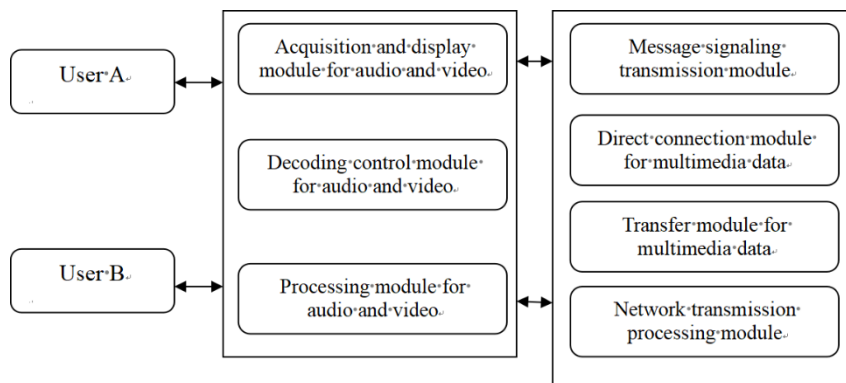 User A
User B
Acquisition and display
module for audio and video
Decoding control module
for audio and video
Processing module for
audio and video
Message signaling
transmission module
Direct connection module
for multimedia data
Transfer module for
multimedia data
Network transmission
processing module